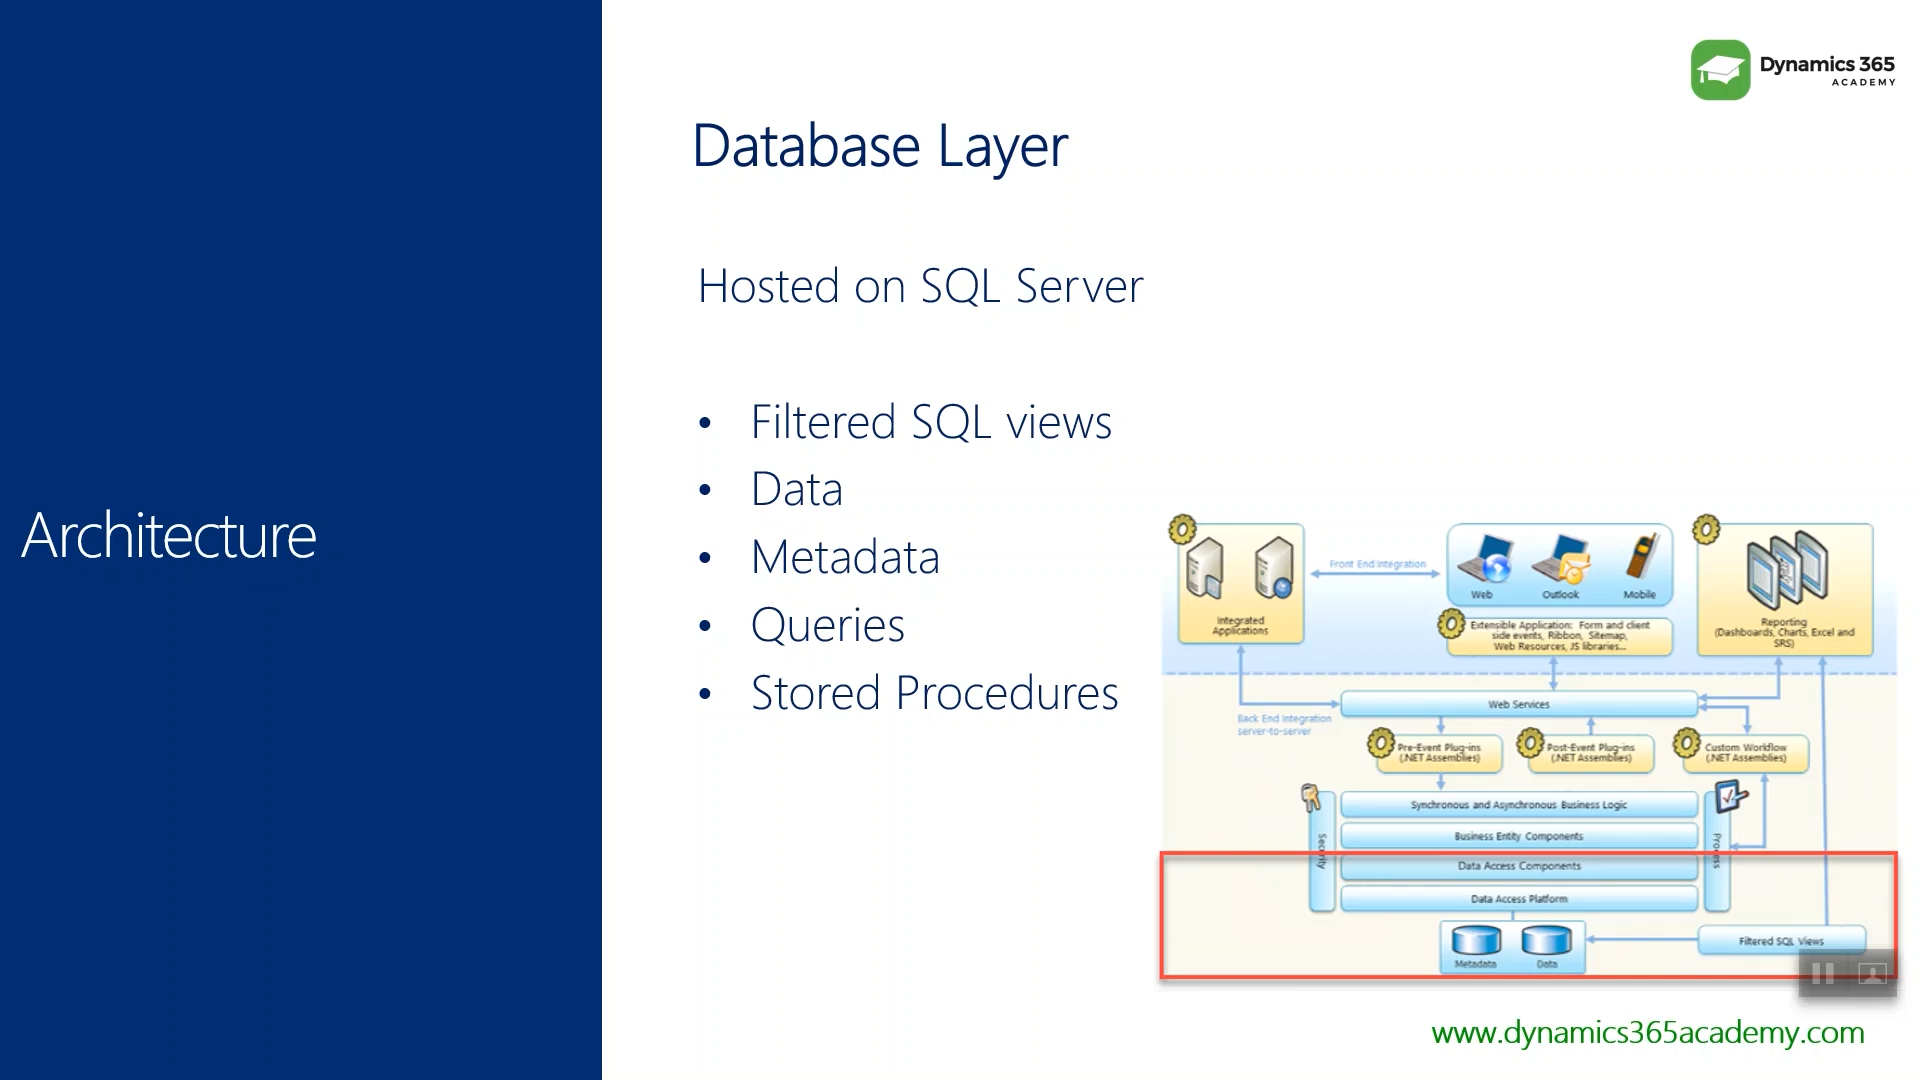 Dynamics 365
ACADEMY
Database Layer
Hosted on SQL Server
• Filtered SQL views
• Data
• Metadata
• Queries
• Stored Procedures
Architecture
Integrated
Applications
Front End Integration
Web
Outlook
Mobile
Extensible Application: Form and client
side events, Ribbon, Sitemap,
Web Resources, JS libraries...
Reporting
(Dashboards, Charts, Excel and
SRS)
Back End Integration
server-to-server
Web Services
Pre-Event Plug-ins
(.NET Assemblies)
Post-Event Plug-ins
(.NET Assemblies)
Custom Workflow
(.NET Assemblies)
Security
Synchronous and Asynchronous Business Logic
Business Entity Components
Data Access Components
Data Access Platform
Process
Metadata
Data
Filtered SQL Views
www.dynamics365academy.com